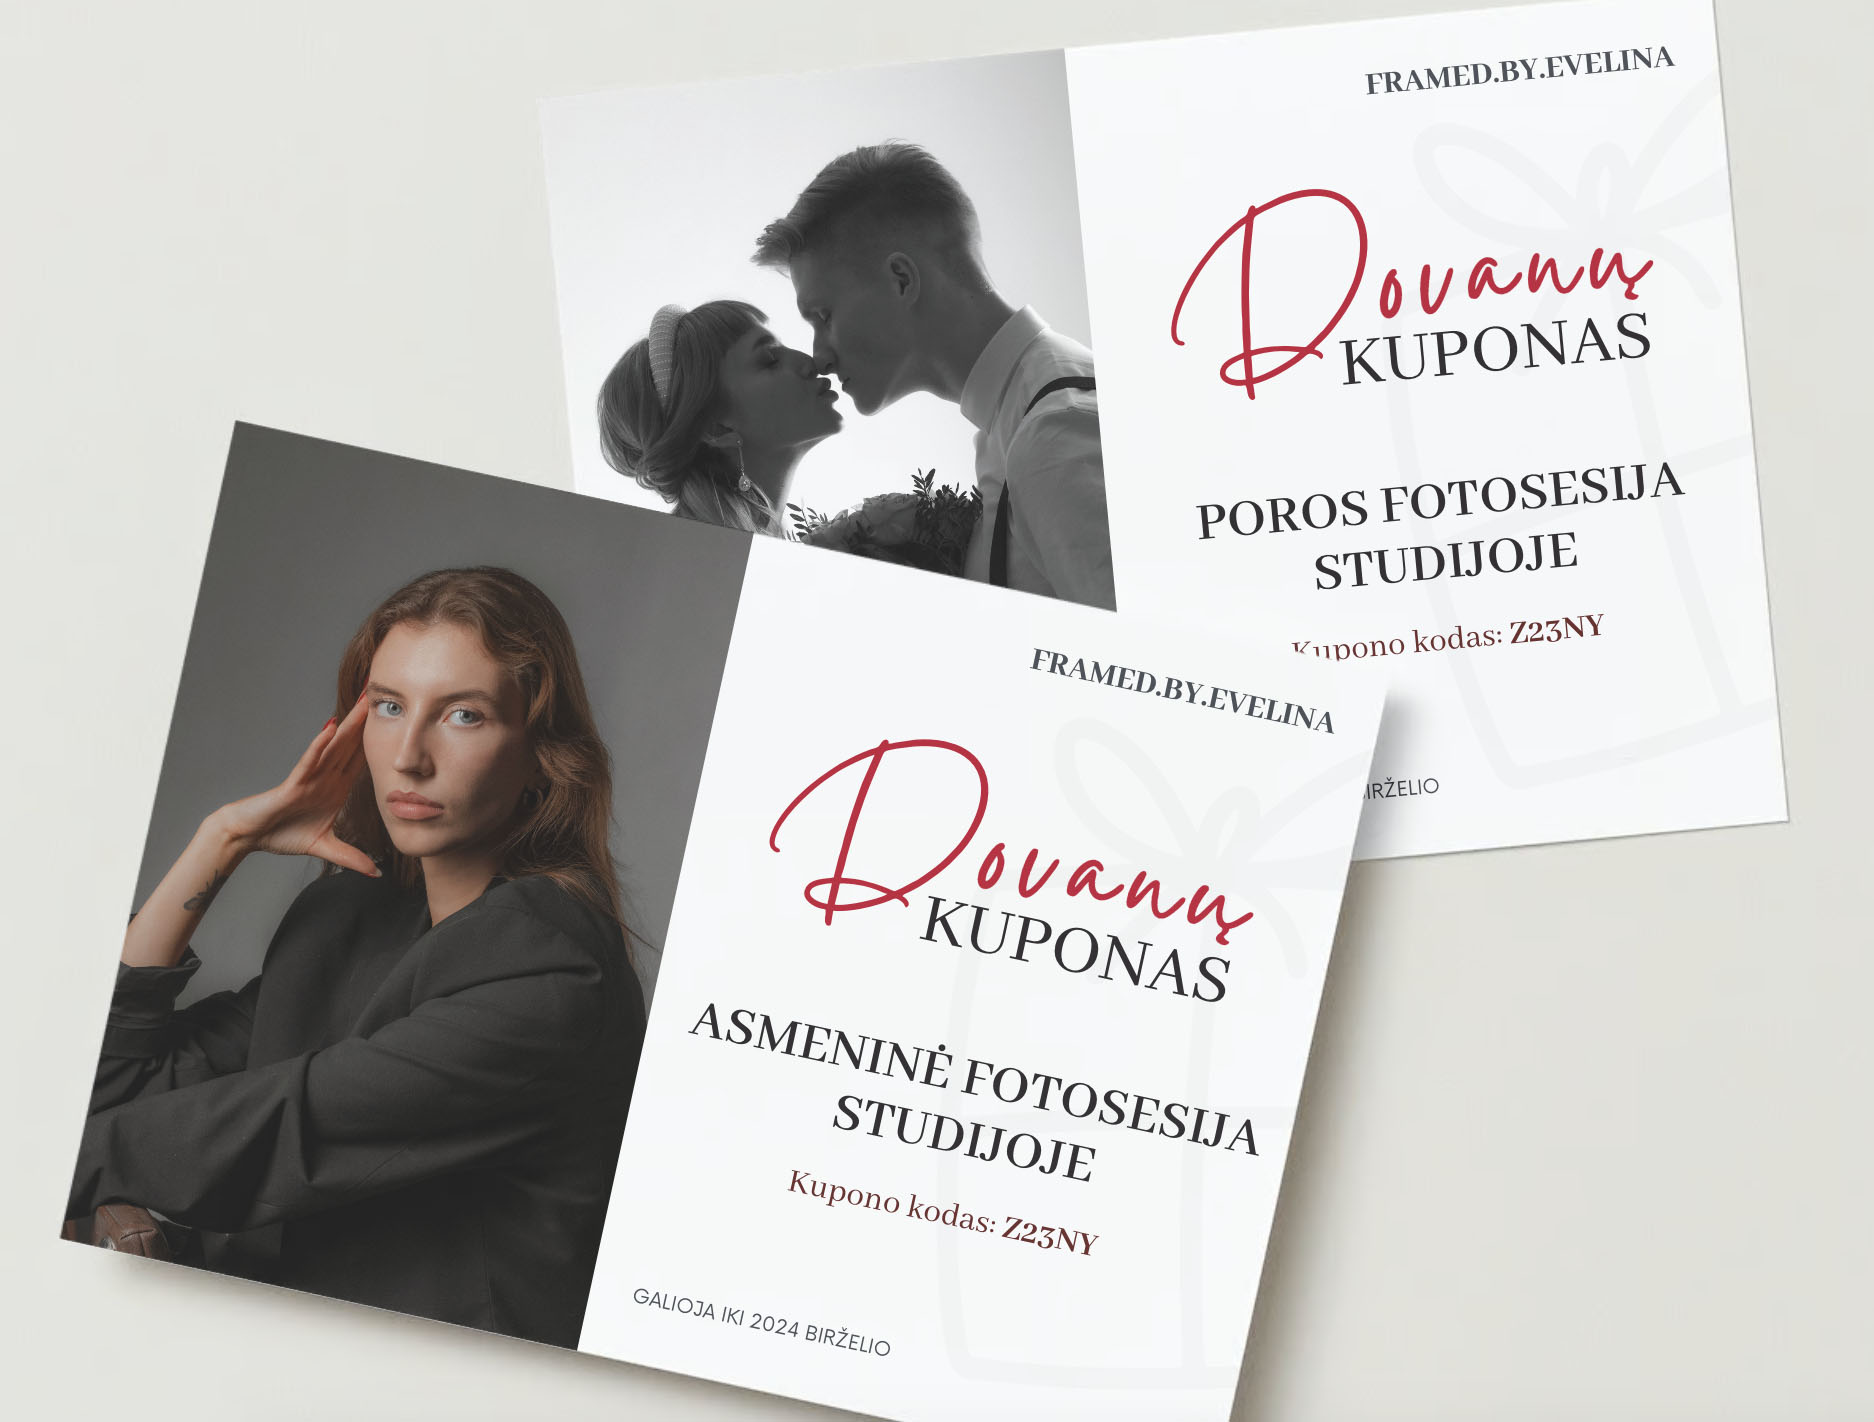 FRAMED.BY.EVELINA
Dovanų
KUPONAS
POROS FOTOSESIJA
STUDIJOJE
Kupono kodas: Z23NY
BIRŽELIO
FRAMED.BY.EVELINA
Dovanų
KUPONAS
ASMENINĖ FOTOSESIJA
STUDIJOJE
Kupono kodas: Z23NY
GALIOJA IKI 2024 BIRŽELIO